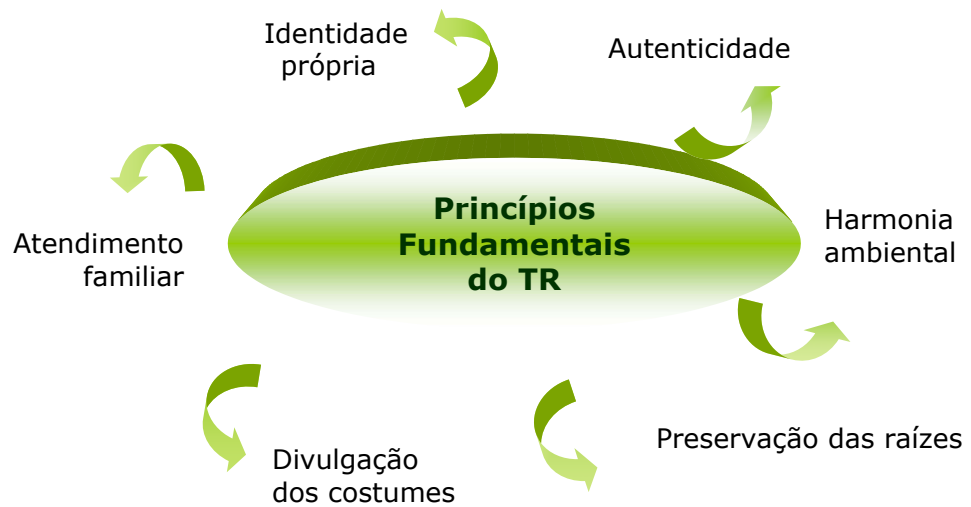 Identidade
própria
Autenticidade
Princípios
Fundamentais
do TR
Harmonia
ambiental
Atendimento
familiar
Preservação das raízes
Divulgação
dos costumes